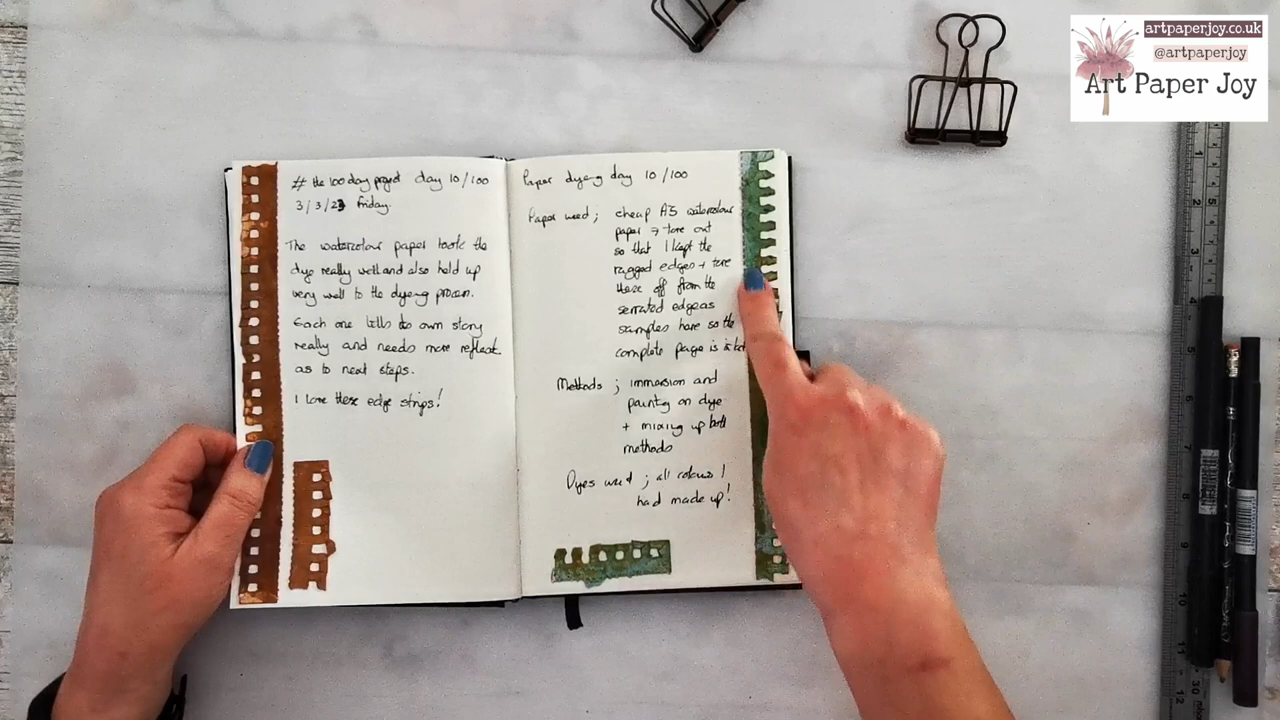 artpaperjoy.co.uk
@artpaperjoy
Art Paper Joy
# the 100 day project day 10/100
3/3/23 Friday.
The watercolour paper took the
dye really well and also held up
very well to the dyeing process.
Each one tells its own story
really and needs more reflect
as to next steps.
I love these edge strips!
Paper dyeing day 10/100
Paper used ; cheap A5 watercolour
paper → tore out
so that I kept the
ragged edges + tore
these off from the
serrated edge as
samples here so the
complete page is
Methods ; immersion and
painting on dye
+ mixing up both
methods
Dyes used ; all colours I
had made up!